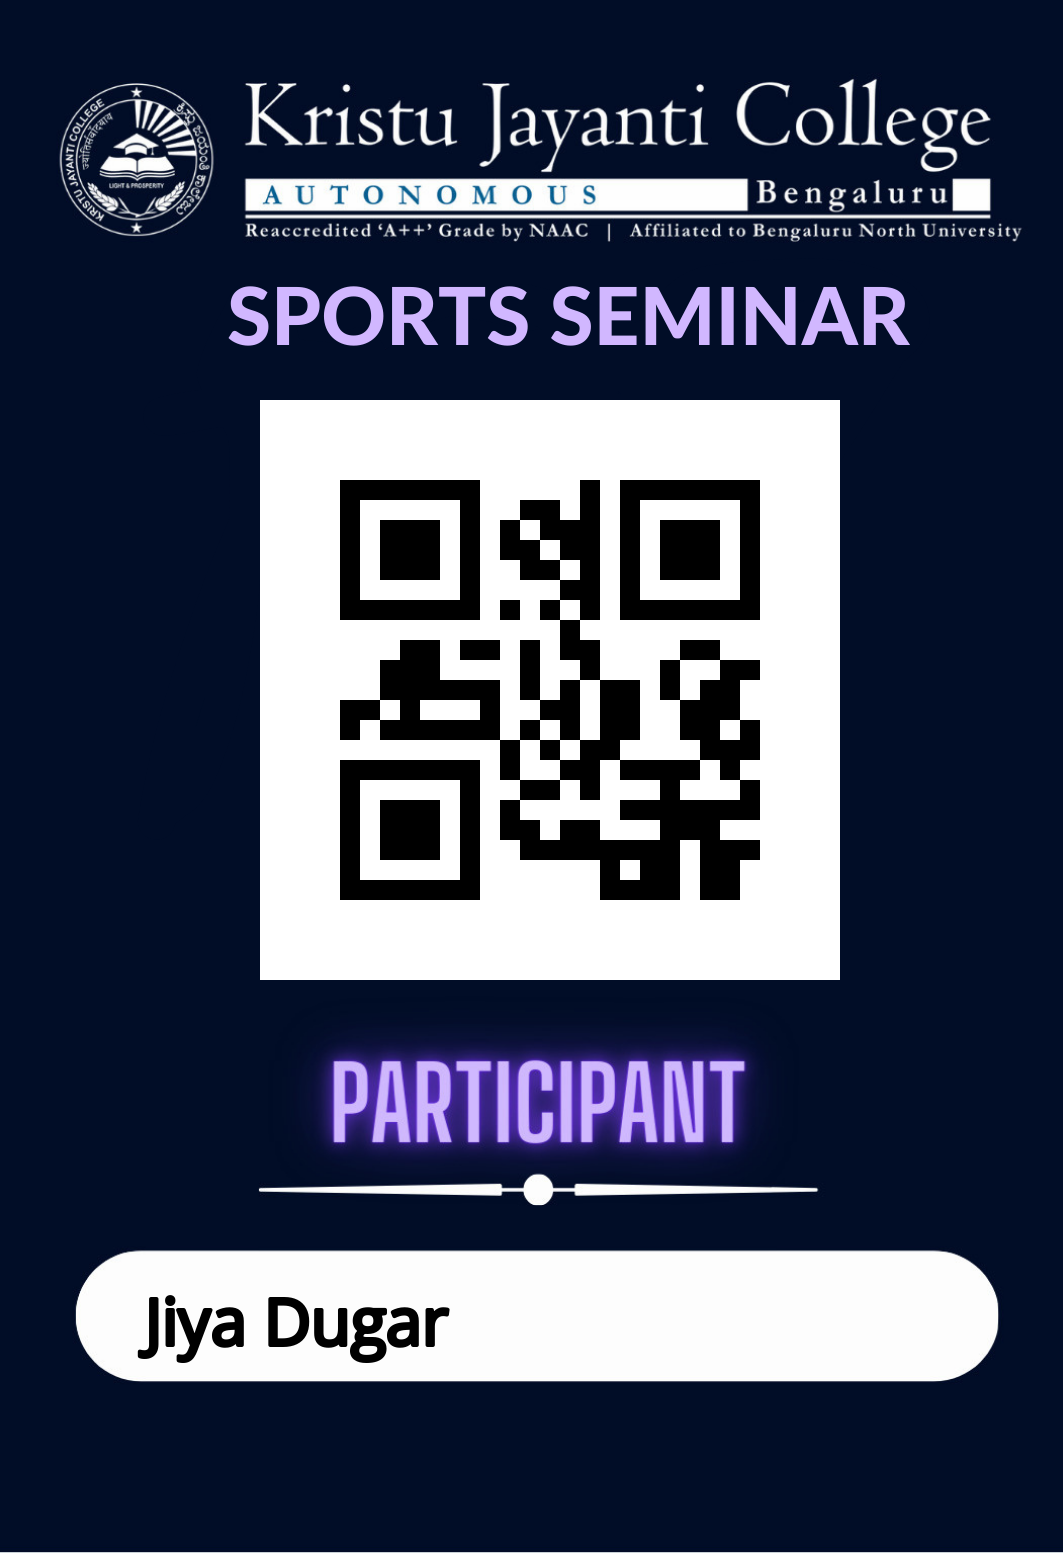 KRISTU JAYANTI COLLEGE
ज्योतिर्संवोदयाय
LIGHT & PROSPERITY
Kristu Jayanti College
AUTONOMOUS Bengaluru
Reaccredited ‘A++’ Grade by NAAC | Affiliated to Bengaluru North University
SPORTS SEMINAR
PARTICIPANT
Jiya Dugar